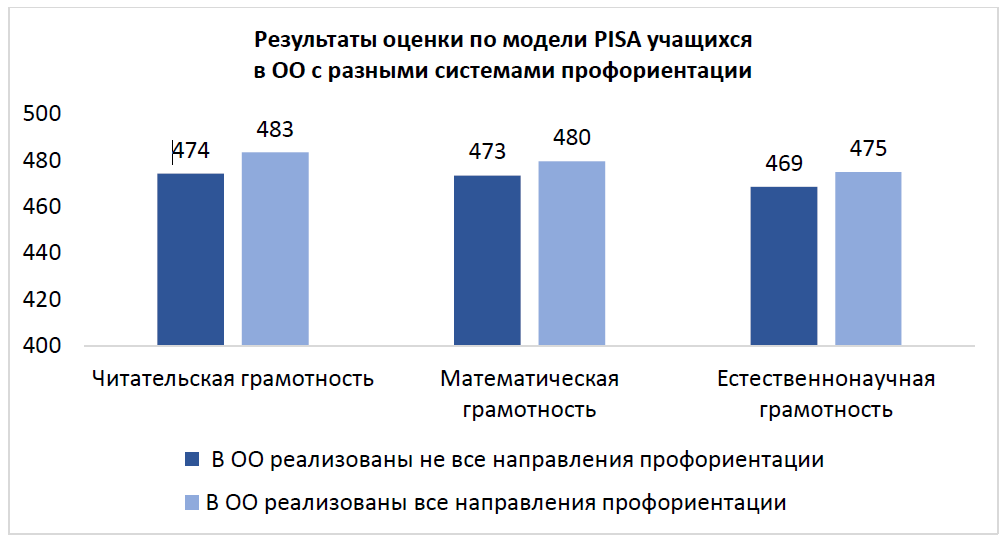 Результаты оценки по модели PISA учащихся
в ОО с разными системами профориентации
500
480
460
440
420
400
474
483
473
480
469
475
Читательская грамотность
Математическая
грамотность
Естественнонаучная
грамотность
В ОО реализованы не все направления профориентации
В ОО реализованы все направления профориентации